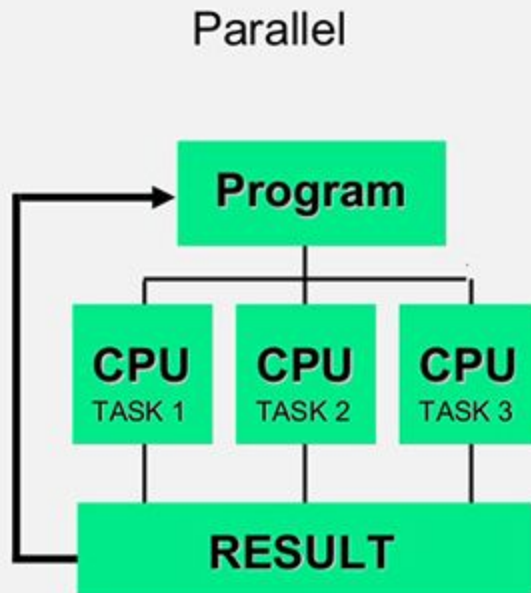 Parallel
Program
CPU CPU CPU
TASK 1 TASK 2 TASK 3
RESULT